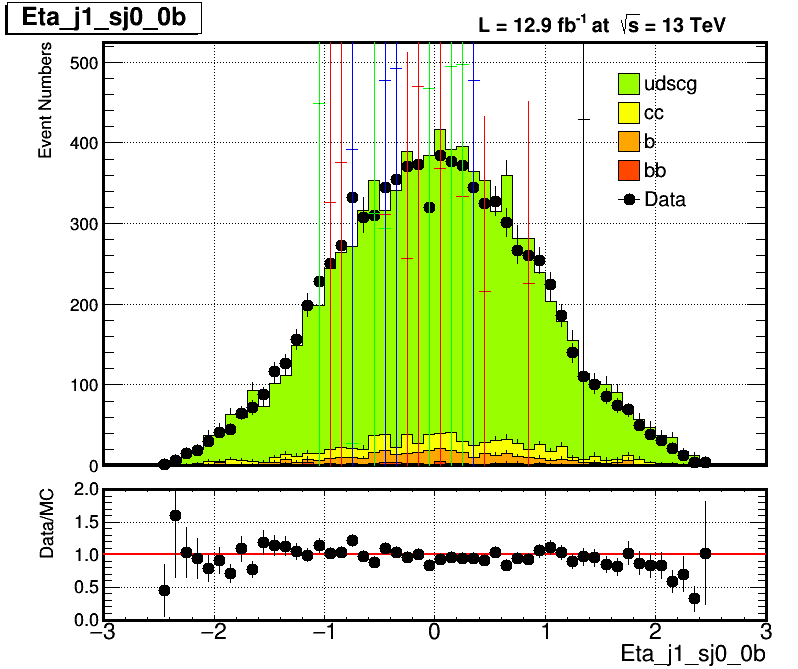 Eta_j1_sj0_0b
L = 12.9 fb-1 at √s = 13 TeV
Event Numbers
500
400
300
200
100
0
udscg
cc
b
bb
Data
Data/MC
2.0
1.5
1.0
0.5
0.0
−3 −2 −1 0 1 2 3
Eta_j1_sj0_0b